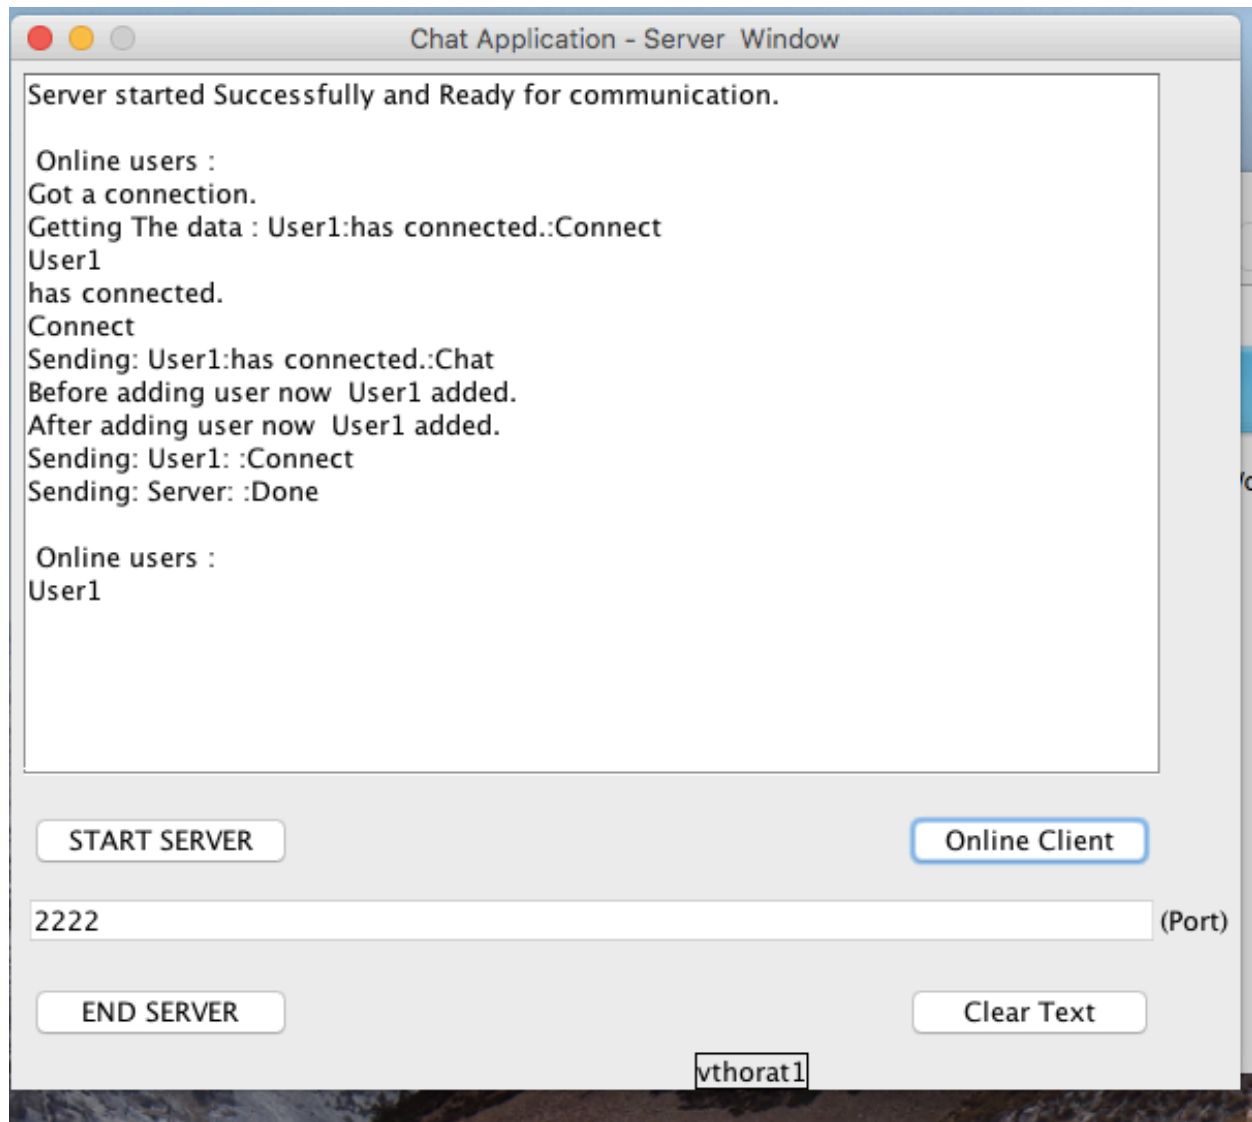 Chat Application - Server  Window
Server started Successfully and Ready for communication.
Online users :
Got a connection.
Getting The data : User1:has connected.:Connect
User1
has connected.
Connect
Sending: User1:has connected.:Chat
Before adding user now  User1 added.
After adding user now  User1 added.
Sending: User1: :Connect
Sending: Server: :Done
Online users :
User1
START SERVER
Online Client
2222
(Port)
END SERVER
Clear Text
vthorat1